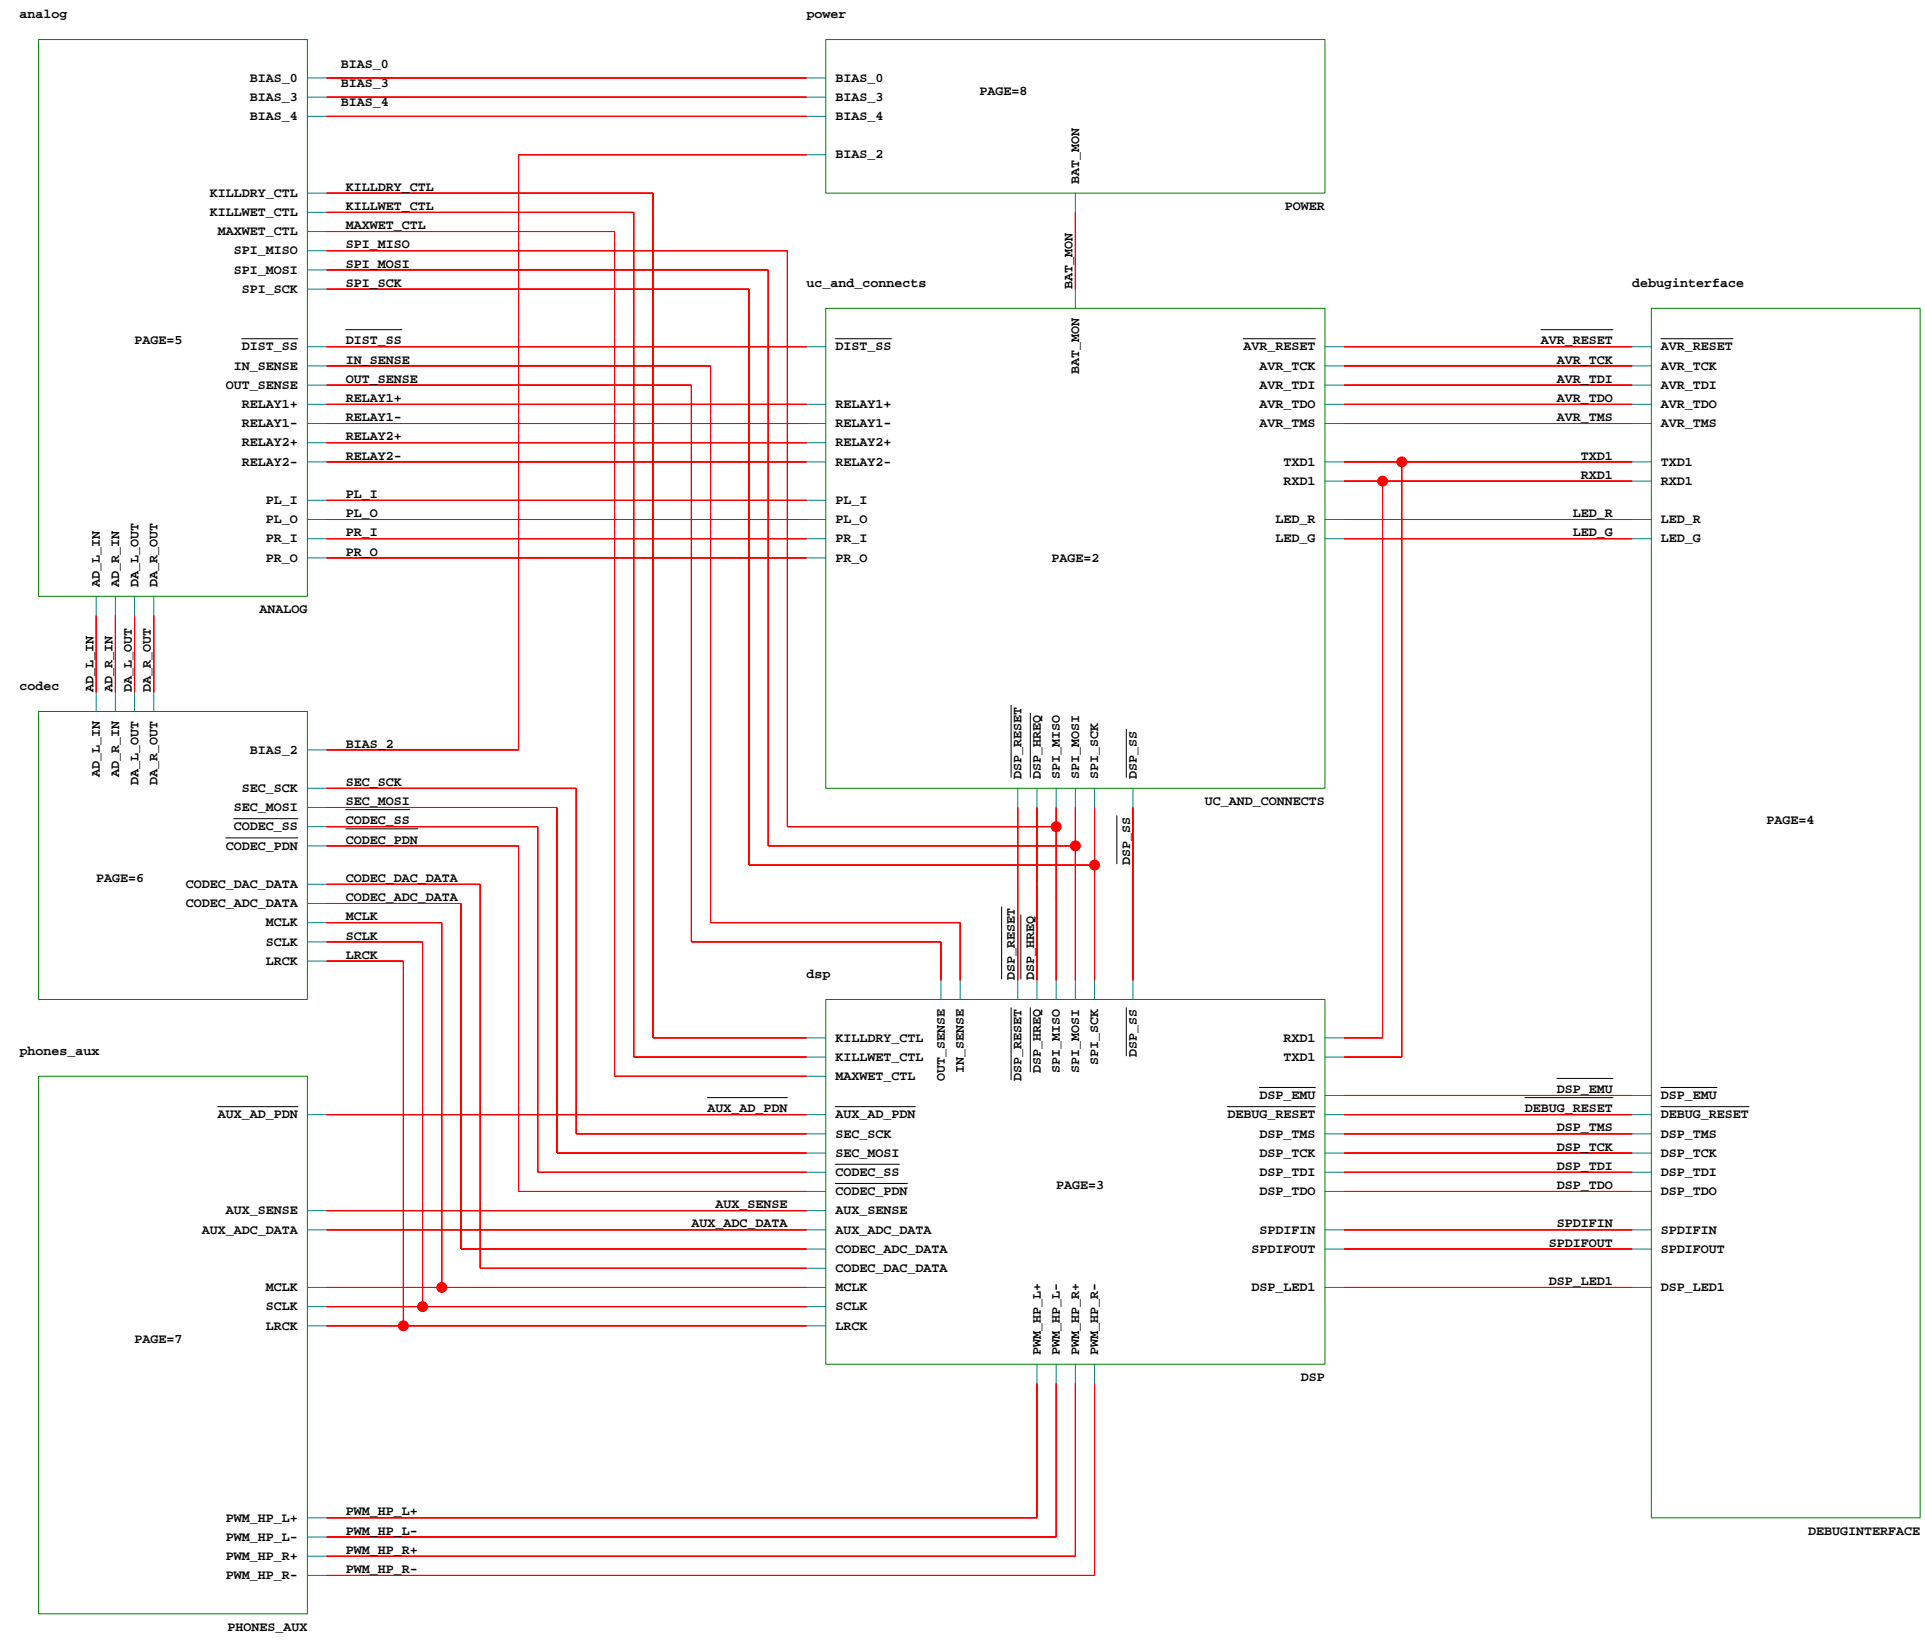 analog
BIAS_0
BIAS_3
BIAS_4
KILLDRY_CTL
KILLWET_CTL
MAXWET_CTL
SPI_MISO
SPI_MOSI
SPI_SCK
PAGE=5
DIST_SS
IN_SENSE
OUT_SENSE
RELAY1+
RELAY1-
RELAY2+
RELAY2-
PL_I
PL_O
PR_I
PR_O
AD_L_IN
AD_R_IN
DA_L_OUT
DA_R_OUT
ANALOG
BIAS_0
BIAS_3
BIAS_4
KILLDRY_CTL
KILLWET_CTL
MAXWET_CTL
SPI_MISO
SPI_MOSI
SPI_SCK
DIST_SS
IN_SENSE
OUT_SENSE
RELAY1+
RELAY1-
RELAY2+
RELAY2-
PL_I
PL_O
PR_I
PR_O
AD_L_IN
AD_R_IN
DA_L_OUT
DA_R_OUT
power
BIAS_0
BIAS_3
BIAS_4
BIAS_2
PAGE=8
BAT_MON
POWER
BAT_MON
uc_and_connects
BAT_MON
DIST_SS
RELAY1+
RELAY1-
RELAY2+
RELAY2-
PL_I
PL_O
PR_I
PR_O
PAGE=2
AVR_RESET
AVR_TCK
AVR_TDI
AVR_TDO
AVR_TMS
TXD1
RXD1
LED_R
LED_G
DSP_RESET
DSP_HREQ
SPI_MISO
SPI_MOSI
SPI_SCK
DSP_SS
UC_AND_CONNECTS
AVR_RESET
AVR_TCK
AVR_TDI
AVR_TDO
AVR_TMS
TXD1
RXD1
LED_R
LED_G
debuginterface
AVR_RESET
AVR_TCK
AVR_TDI
AVR_TDO
AVR_TMS
TXD1
RXD1
LED_R
LED_G
PAGE=4
DSP_EMU
DEBUG_RESET
DSP_TMS
DSP_TCK
DSP_TDI
DSP_TDO
SPDIFIN
SPDIFOUT
DSP_LED1
DEBUGINTERFACE
codec
AD_L_IN
AD_R_IN
DA_L_OUT
DA_R_OUT
BIAS_2
SEC_SCK
SEC_MOSI
CODEC_SS
CODEC_PDN
PAGE=6
CODEC_DAC_DATA
CODEC_ADC_DATA
MCLK
SCLK
LRCK
BIAS_2
SEC_SCK
SEC_MOSI
CODEC_SS
CODEC_PDN
CODEC_DAC_DATA
CODEC_ADC_DATA
MCLK
SCLK
LRCK
DSP_SS
DSP_RESET
DSP_HREQ
dsp
OUT_SENSE
IN_SENSE
DSP_RESET
DSP_HREQ
SPI_MISO
SPI_MOSI
SPI_SCK
DSP_SS
KILLDRY_CTL
KILLWET_CTL
MAXWET_CTL
AUX_AD_PDN
SEC_SCK
SEC_MOSI
CODEC_SS
CODEC_PDN
AUX_SENSE
AUX_ADC_DATA
CODEC_ADC_DATA
CODEC_DAC_DATA
MCLK
SCLK
LRCK
PAGE=3
RXD1
TXD1
DSP_EMU
DEBUG_RESET
DSP_TMS
DSP_TCK
DSP_TDI
DSP_TDO
SPDIFIN
SPDIFOUT
DSP_LED1
PWM_HP_L+
PWM_HP_L-
PWM_HP_R+
PWM_HP_R-
DSP
DSP_EMU
DEBUG_RESET
DSP_TMS
DSP_TCK
DSP_TDI
DSP_TDO
SPDIFIN
SPDIFOUT
DSP_LED1
phones_aux
AUX_AD_PDN
AUX_SENSE
AUX_ADC_DATA
MCLK
SCLK
LRCK
PAGE=7
PWM_HP_L+
PWM_HP_L-
PWM_HP_R+
PWM_HP_R-
PHONES_AUX
AUX_AD_PDN
AUX_SENSE
AUX_ADC_DATA
PWM_HP_L+
PWM_HP_L-
PWM_HP_R+
PWM_HP_R-